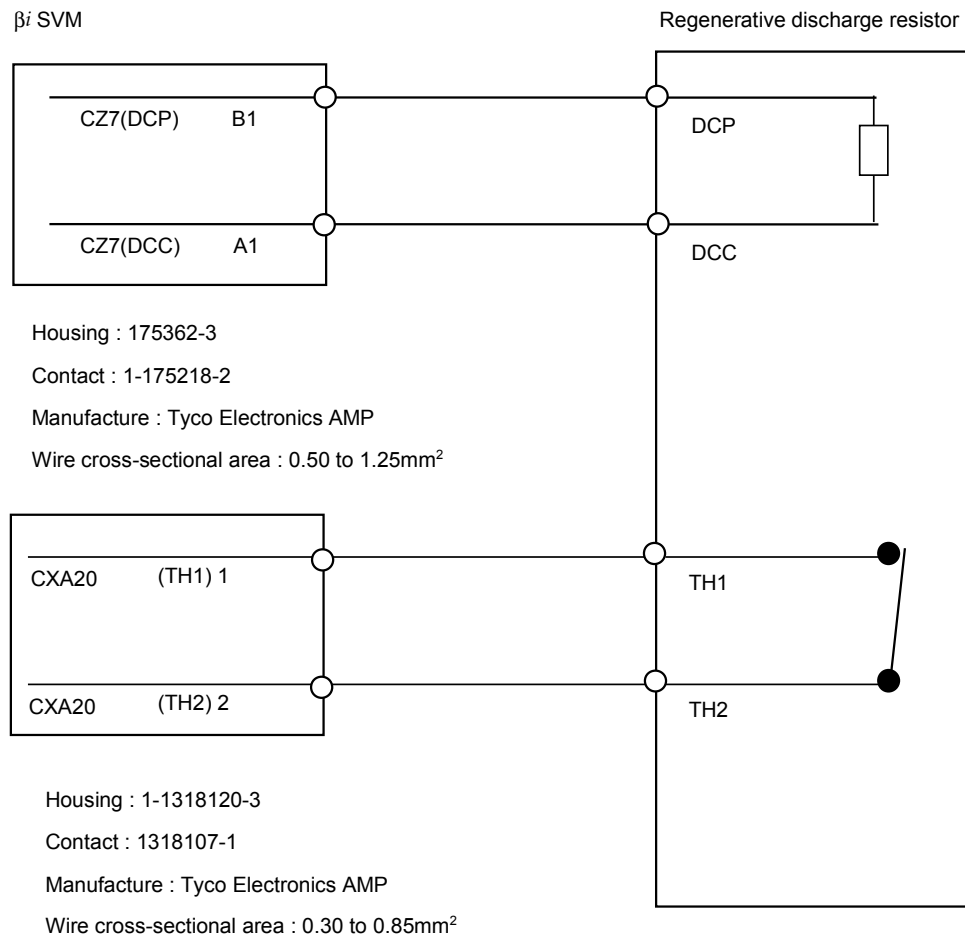 βi SVM
Regenerative discharge resistor
CZ7(DCP) B1
DCP
CZ7(DCC) A1
DCC
Housing : 175362-3
Contact : 1-175218-2
Manufacture : Tyco Electronics AMP
Wire cross-sectional area : 0.50 to 1.25mm²
CXA20 (TH1) 1
TH1
CXA20 (TH2) 2
TH2
Housing : 1-1318120-3
Contact : 1318107-1
Manufacture : Tyco Electronics AMP
Wire cross-sectional area : 0.30 to 0.85mm²